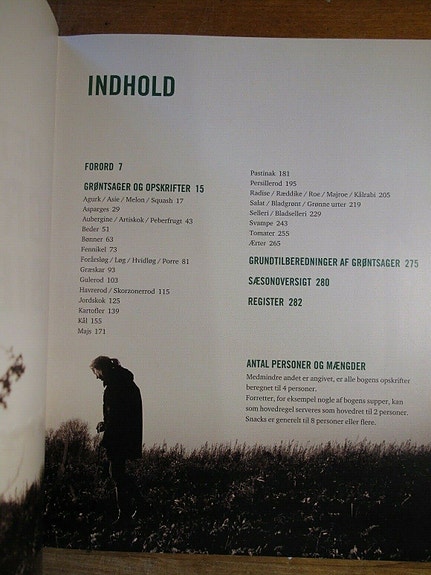 INDHOLD
FORORD 7
GRØNTSAGER OG OPSKRIFTER 15
Agurk / Asie / Melon / Squash 17
Asparges 29
Aubergine / Artiskok / Peberfrugt 43
Beder 51
Bønner 63
Fennikel 73
Forårsløg / Løg / Hvidløg / Porre 81
Græskar 93
Gulerod 103
Havrerod / Skorzonerrod 115
Jordskok 125
Kartofler 139
Kål 155
Majs 171
Pastinak 181
Persillerod 195
Radise / Ræddike / Roe / Majroe / Kålrabi 205
Salat / Bladgrønt / Grønne urter 219
Selleri / Bladselleri 229
Svampe 243
Tomater 255
Ærter 265
GRUNDTILBEREDNINGER AF GRØNTSAGER 275
SÆSONOVERSIGT 280
REGISTER 282
ANTAL PERSONER OG MÆNGDER
Medmindre andet er angivet, er alle bogens opskrifter
beregnet til 4 personer.
Forretter, for eksempel nogle af bogens supper, kan
som hovedregel serveres som hovedret til 2 personer.
Snacks er generelt til 8 personer eller flere.